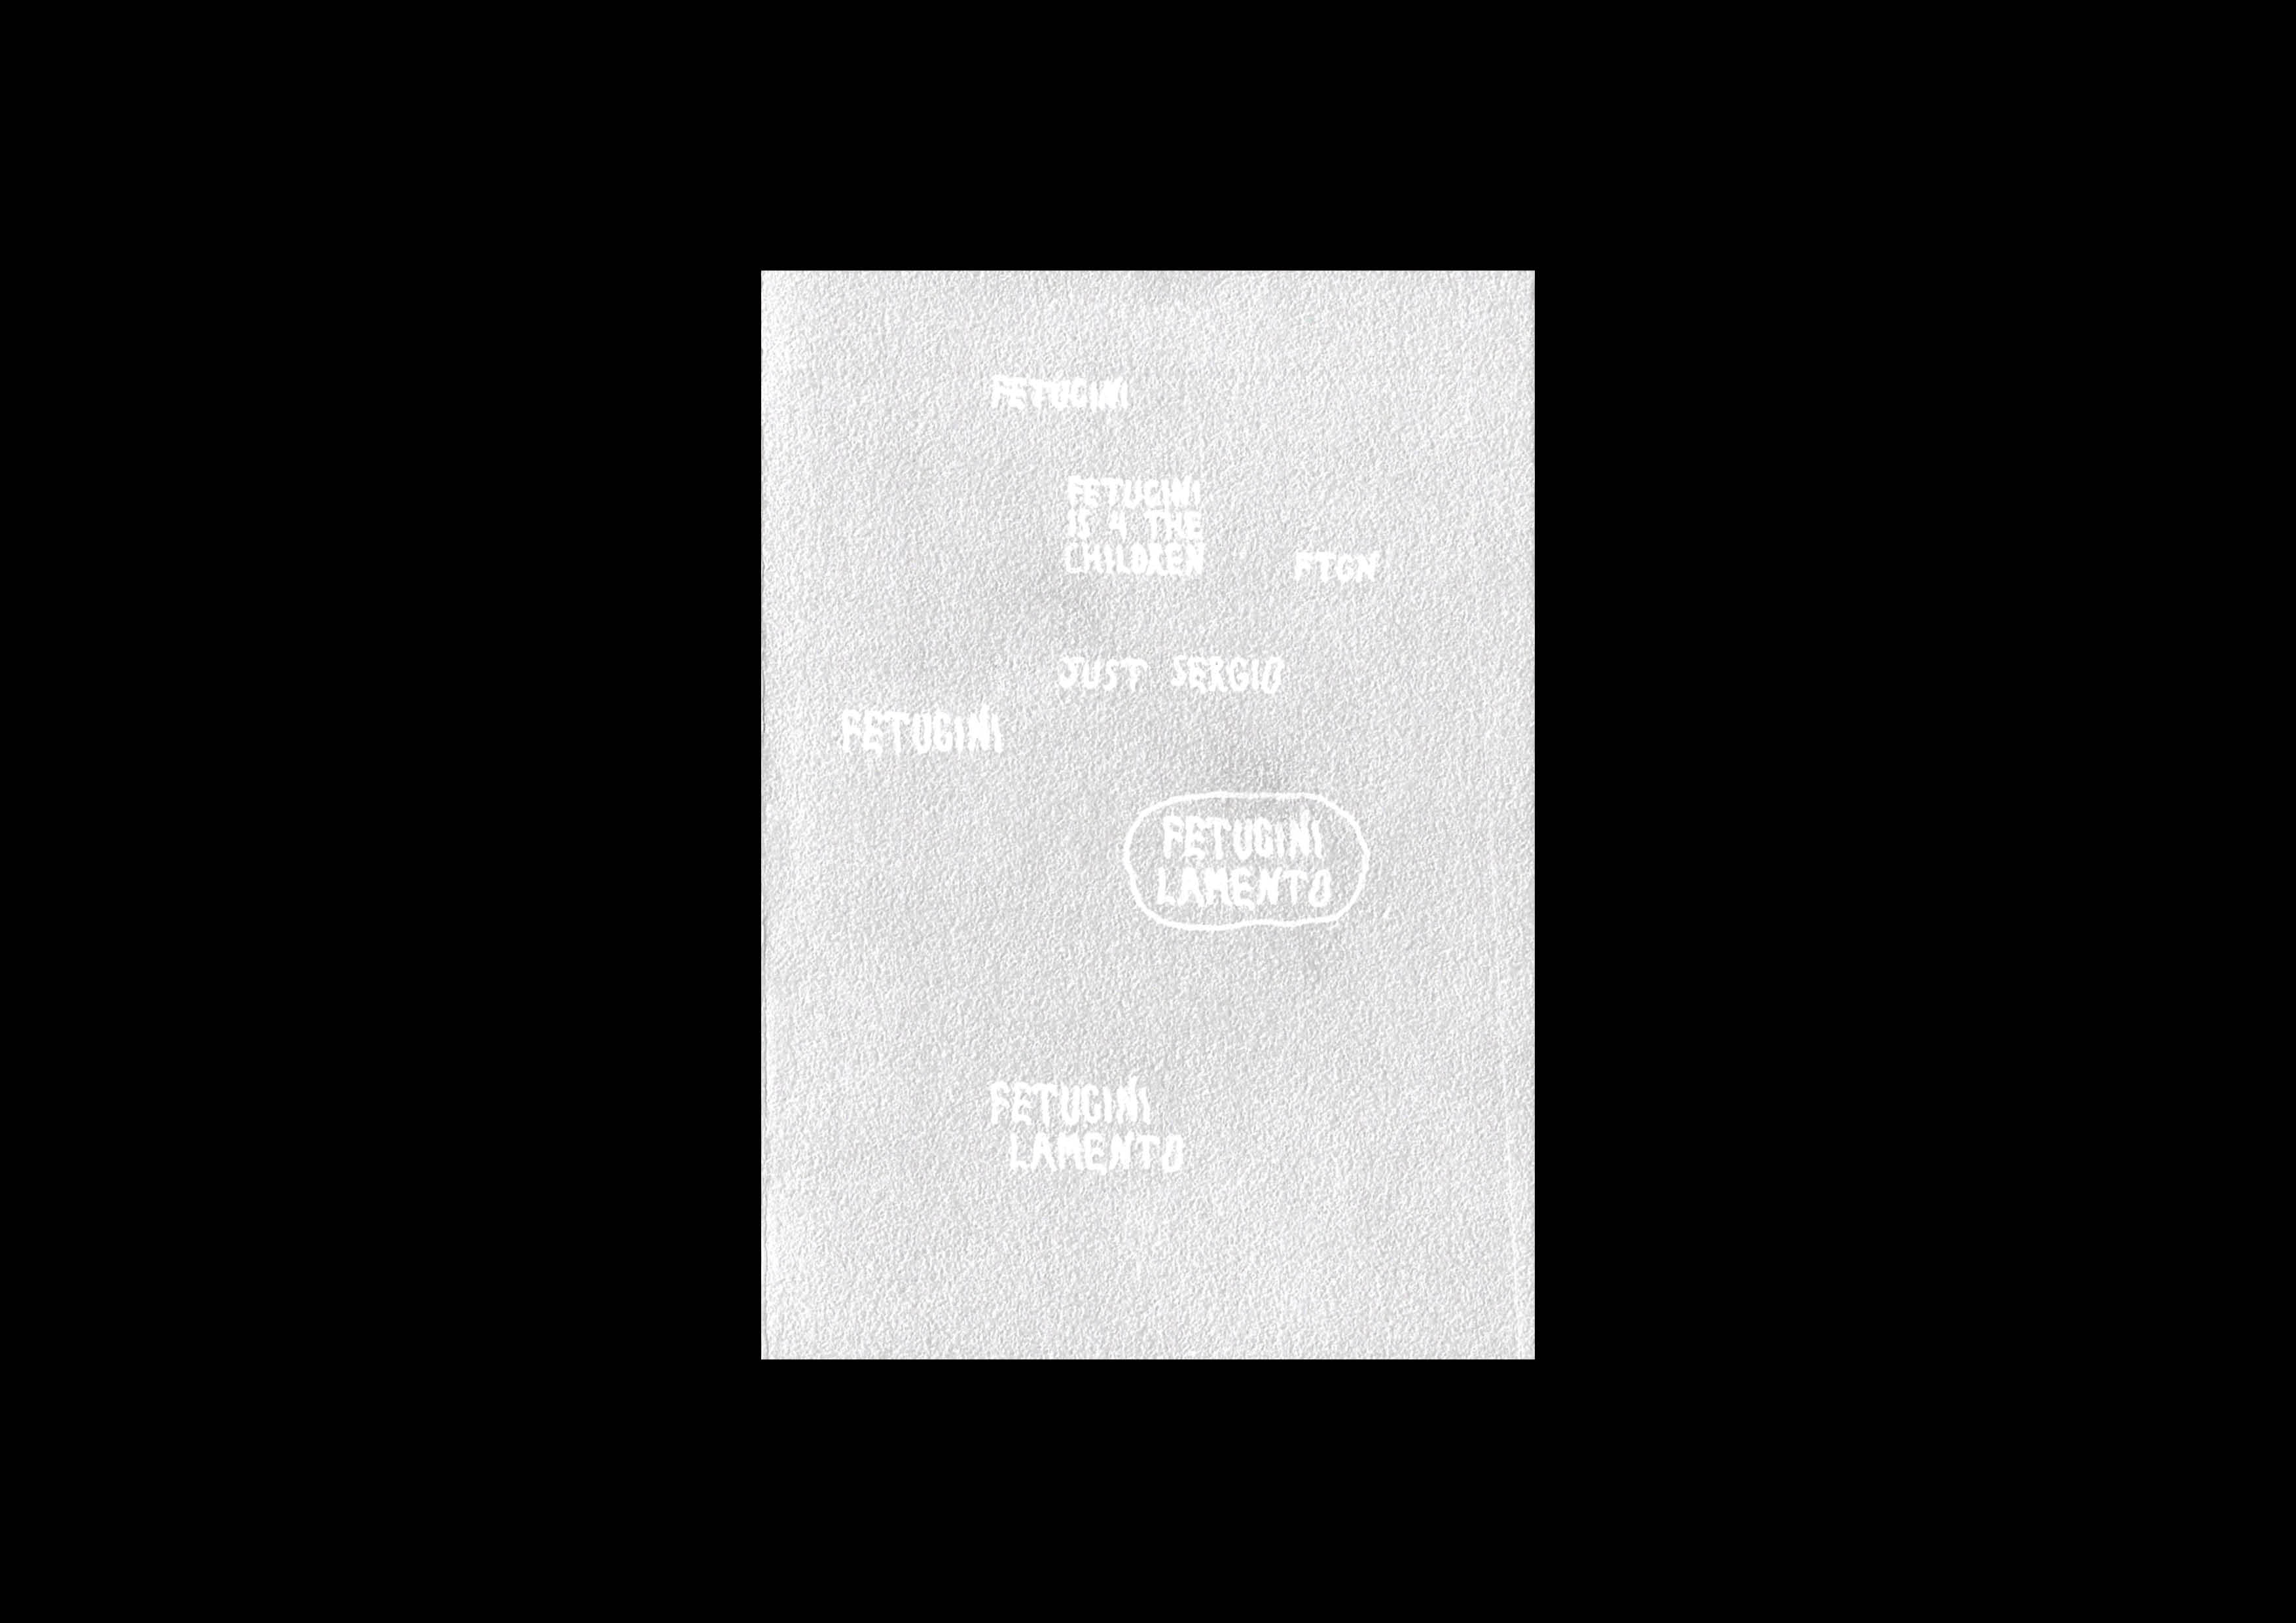 FETUGINI
FETUGINI
IS 4 THE
CHILDREN
FTGN
JUST SERGIO
FETUGINI
FETUGINI
LAMENTO
FETUGINI
LAMENTO